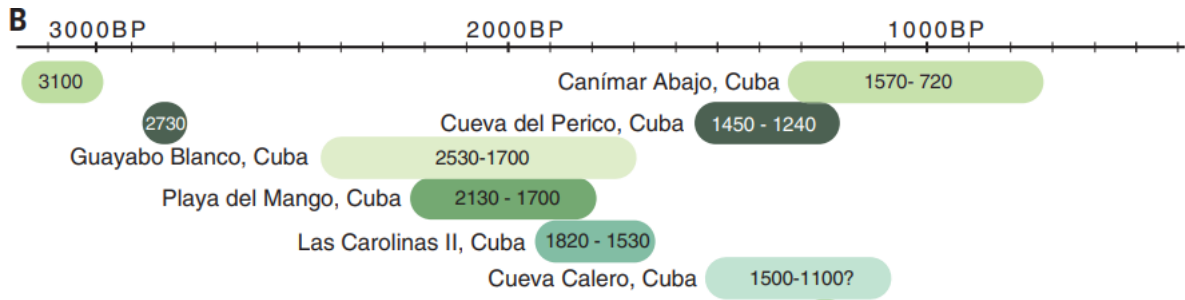 B
3000BP 2000BP 1000BP
3100 Canímar Abajo, Cuba 1570- 720
2730 Cueva del Perico, Cuba 1450 - 1240
Guayabo Blanco, Cuba 2530-1700
Playa del Mango, Cuba 2130 - 1700
Las Carolinas II, Cuba 1820 - 1530
Cueva Calero, Cuba 1500-1100?